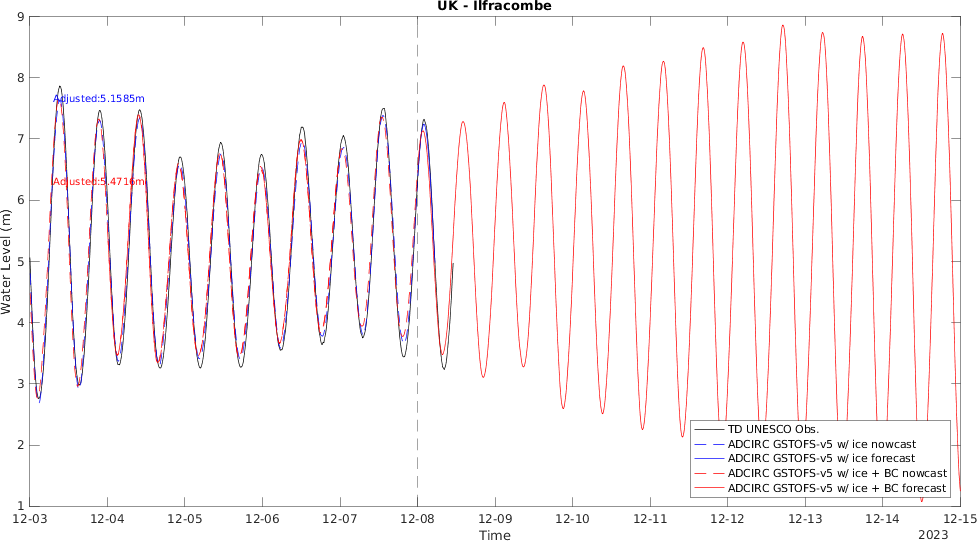 UK - Ilfracombe
9
8
7
6
5
4
3
2
1
Water Level (m)
Adjusted:5.1585m
Adjusted:5.4716m
TD UNESCO Obs.
ADCIRC GSTOFS-v5 w/ ice nowcast
ADCIRC GSTOFS-v5 w/ ice forecast
ADCIRC GSTOFS-v5 w/ ice + BC nowcast
ADCIRC GSTOFS-v5 w/ ice + BC forecast
12-03 12-04 12-05 12-06 12-07 12-08 12-09 12-10 12-11 12-12 12-13 12-14 12-15
Time
2023